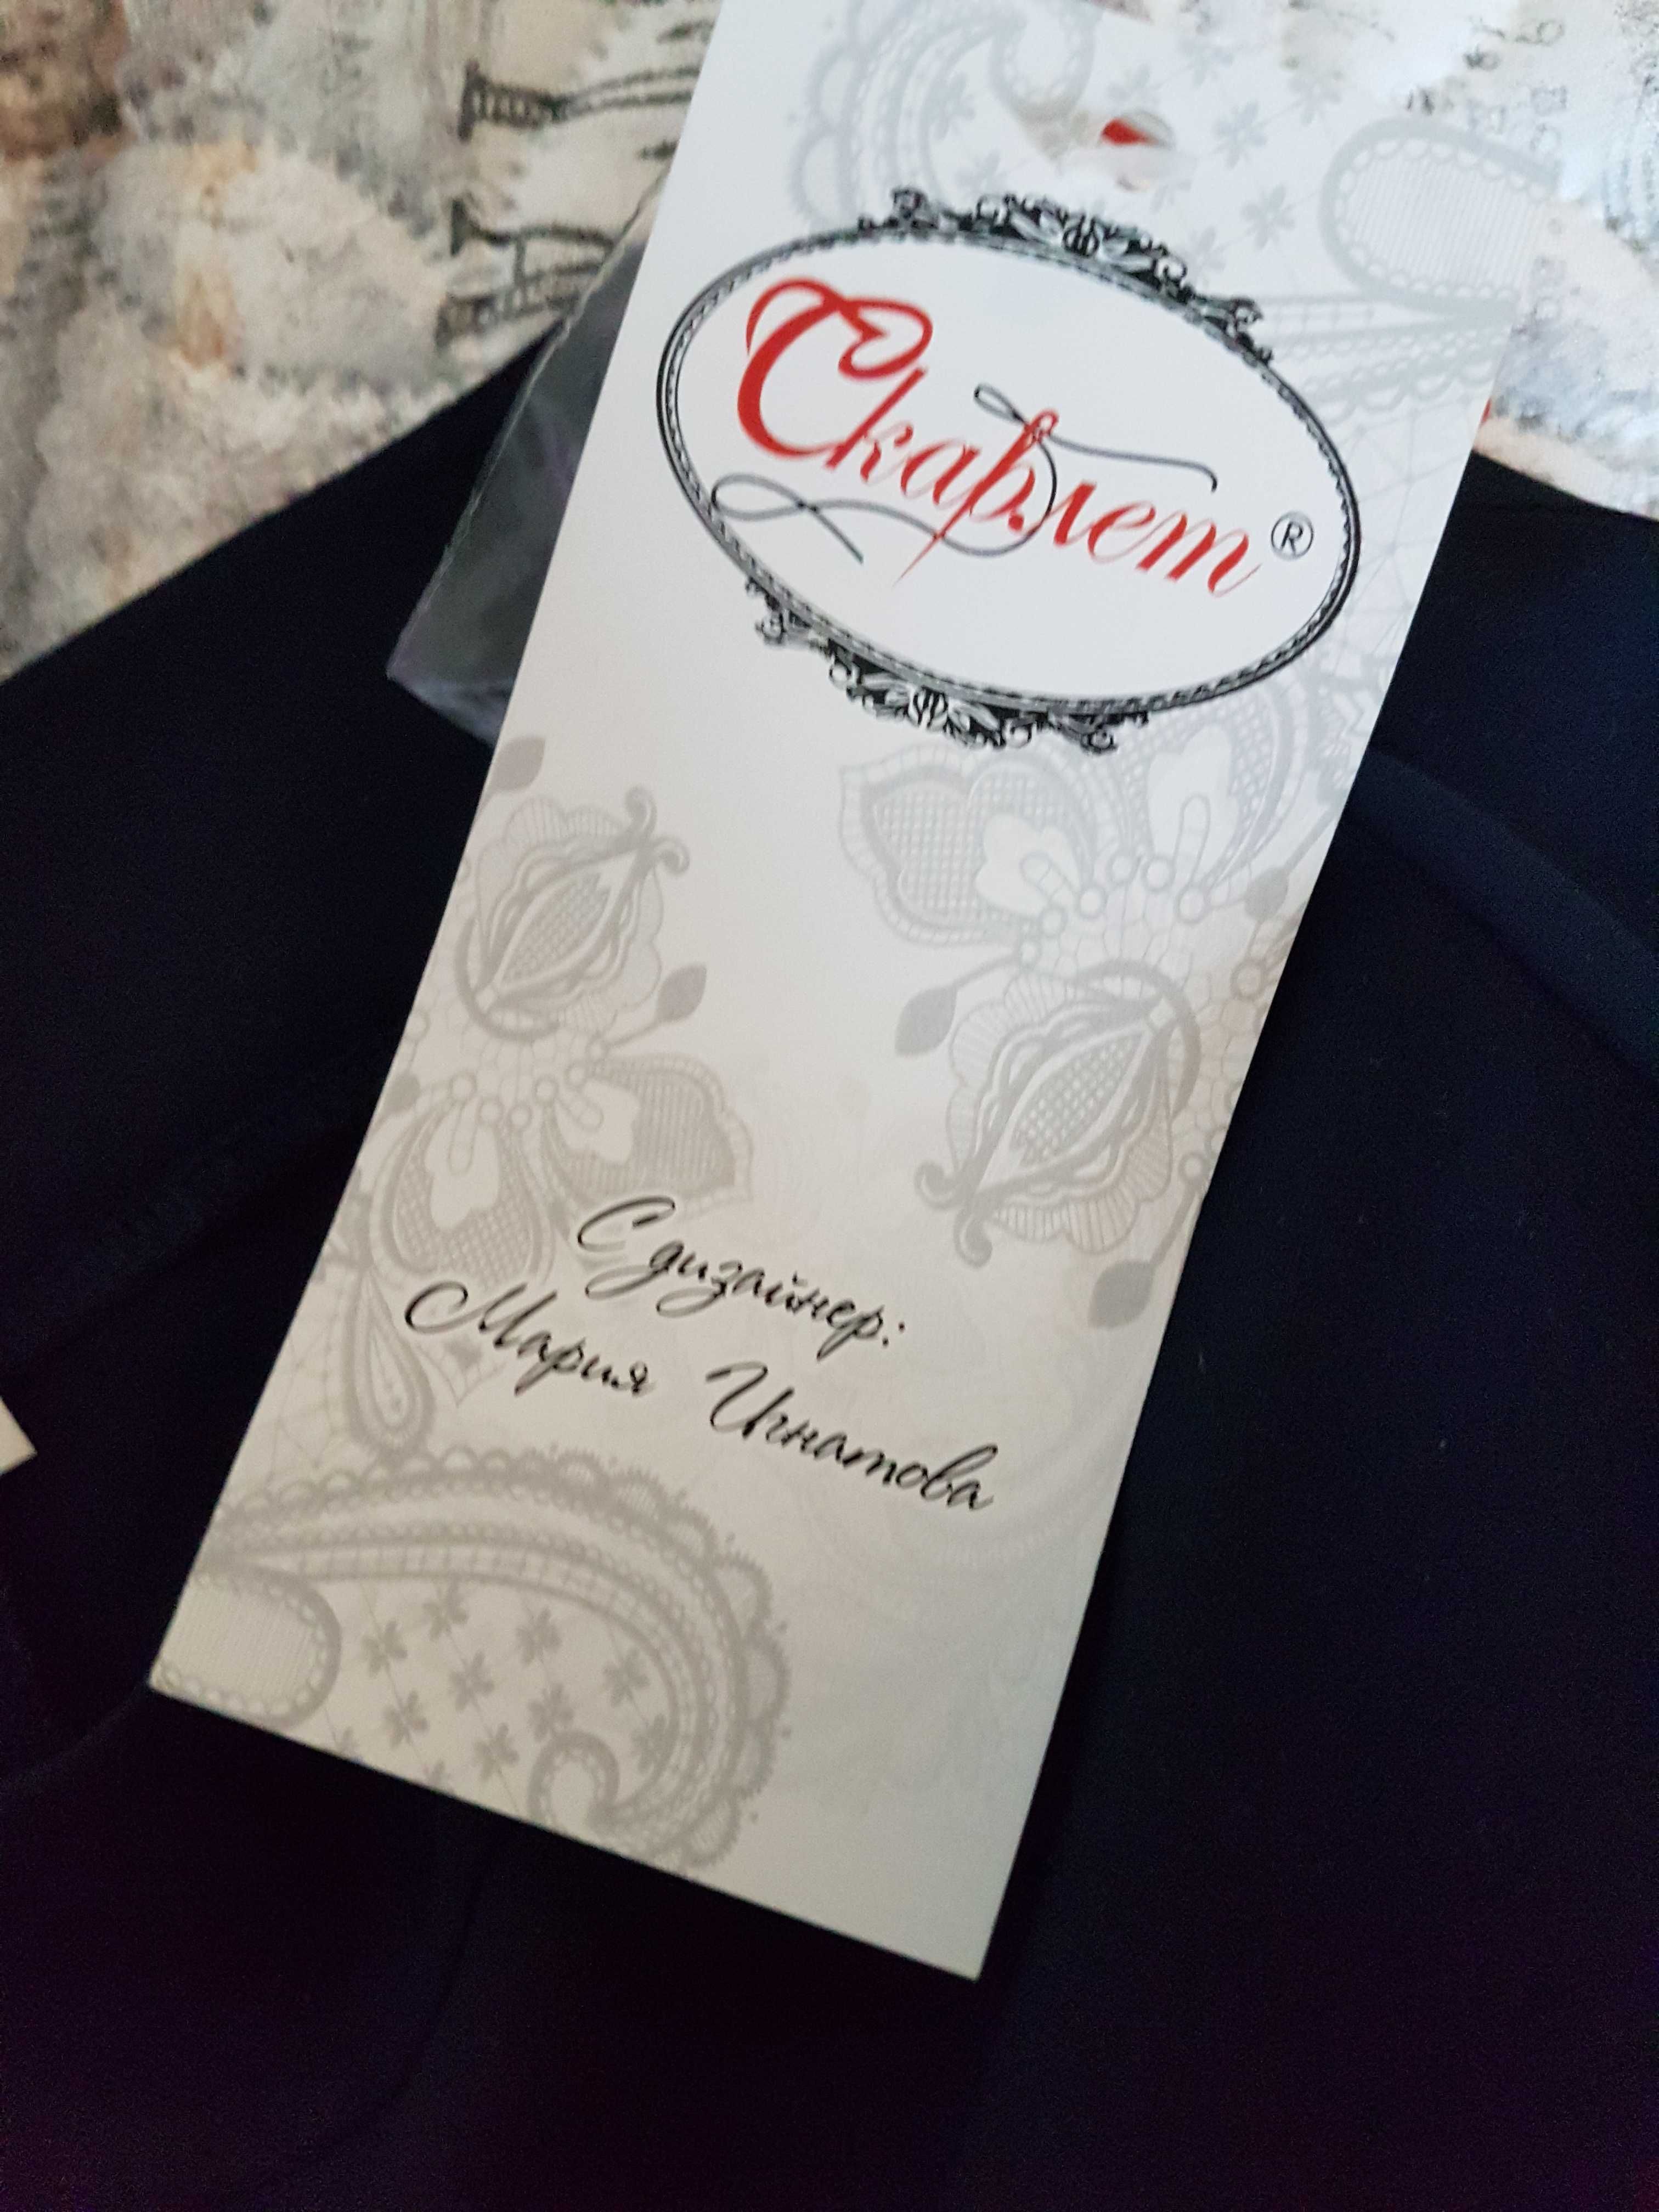 Скарлет®
С дизайнер:
Мария Игнатова